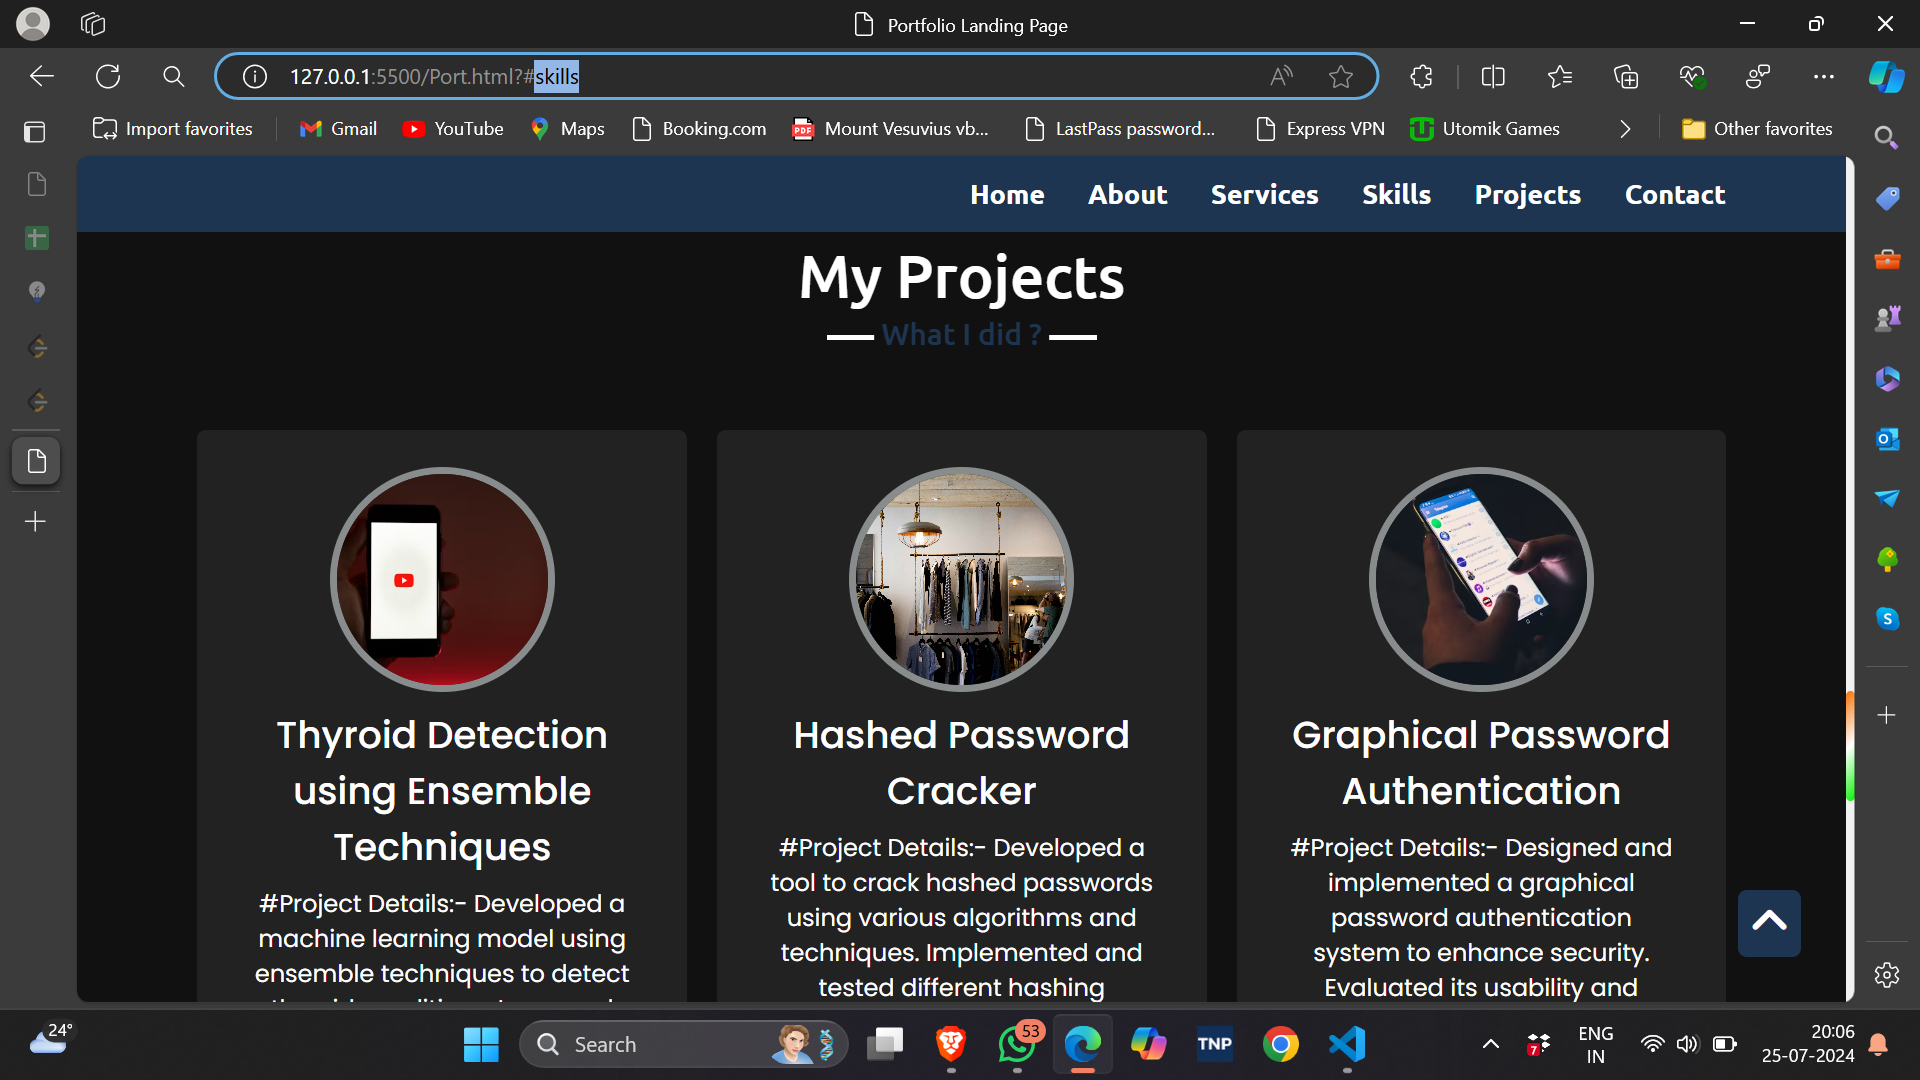 Portfolio Landing Page
127.0.0.1:5500/Port.html?#skills
Import favorites
Gmail
YouTube
Maps
Booking.com
Mount Vesuvius vb...
LastPass password...
Express VPN
Utomik Games
Other favorites
Home About Services Skills Projects Contact
My Projects
What I did ?
Thyroid Detection
using Ensemble
Techniques
#Project Details:- Developed a
machine learning model using
ensemble techniques to detect
Hashed Password
Cracker
#Project Details:- Developed a
tool to crack hashed passwords
using various algorithms and
techniques. Implemented and
tested different hashing
Graphical Password
Authentication
#Project Details:- Designed and
implemented a graphical
password authentication
system to enhance security.
Evaluated its usability and
24°
Search
53
TNP
7
ENG
IN
20:06
25-07-2024